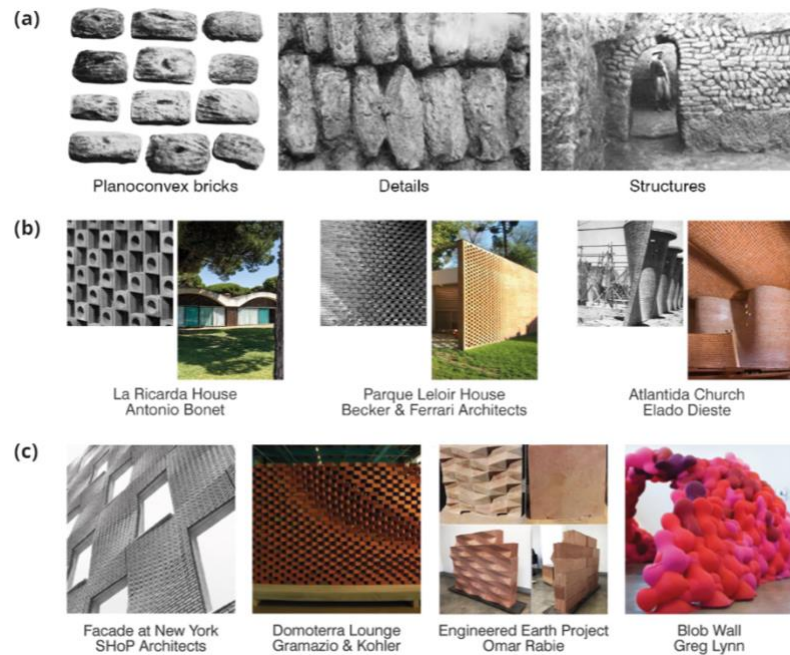 (a)
Planoconvex bricks
Details
Structures
(b)
La Ricarda House
Antonio Bonet
Parque Leloir House
Becker & Ferrari Architects
Atlantida Church
Elado Dieste
(c)
Facade at New York
SHoP Architects
Domoterra Lounge
Gramazio & Kohler
Engineered Earth Project
Omar Rabie
Blob Wall
Greg Lynn